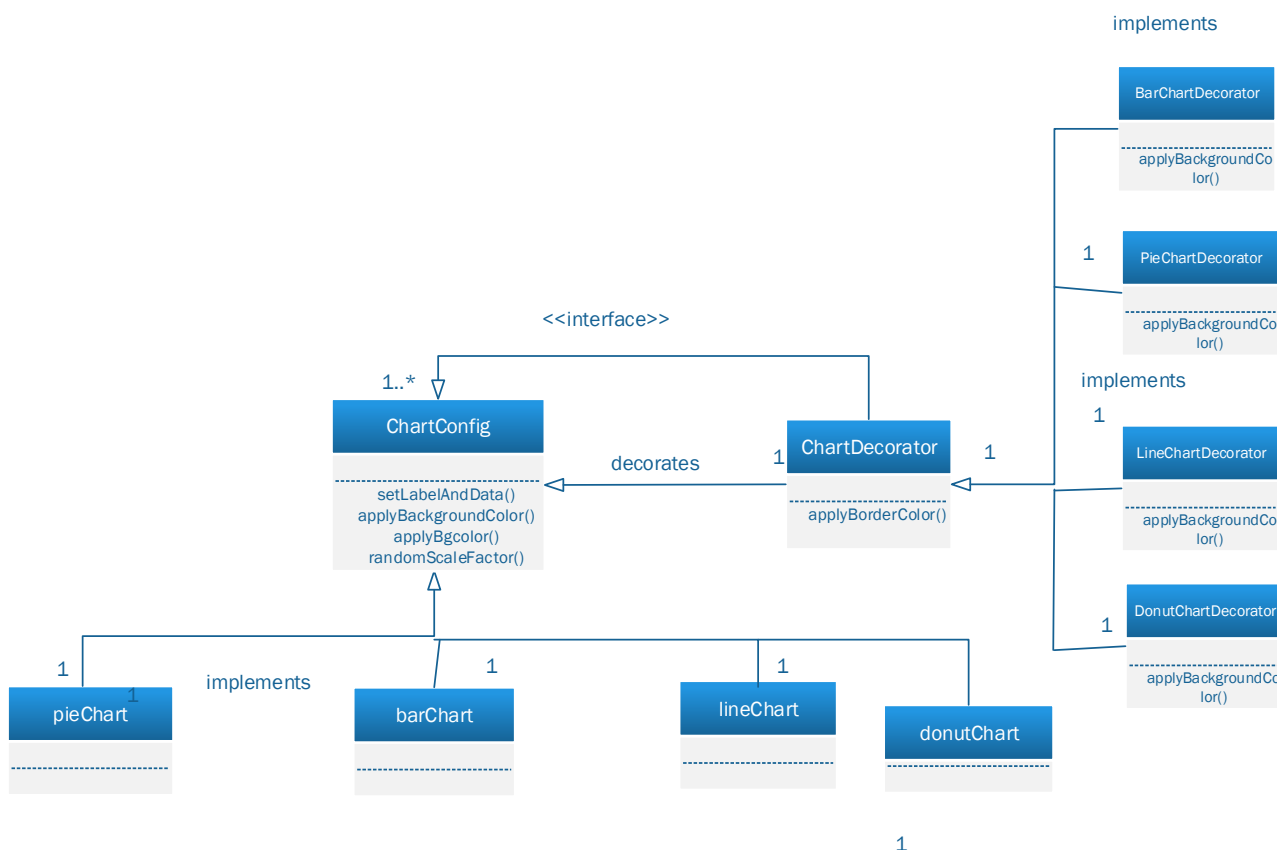 implements
BarChartDecorator
applyBackgroundCo
lor()
1
PieChartDecorator
applyBackgroundCo
lor()
<<interface>>
1..*
implements
1
ChartConfig
setLabelAndData()
applyBackgroundColor()
applyBgcolor()
randomScaleFactor()
decorates
1
ChartDecorator
applyBorderColor()
1
LineChartDecorator
applyBackgroundCo
lor()
1
DonutChartDecorator
applyBackgroundCo
lor()
1
1
pieChart
implements
1
barChart
1
lineChart
donutChart
1